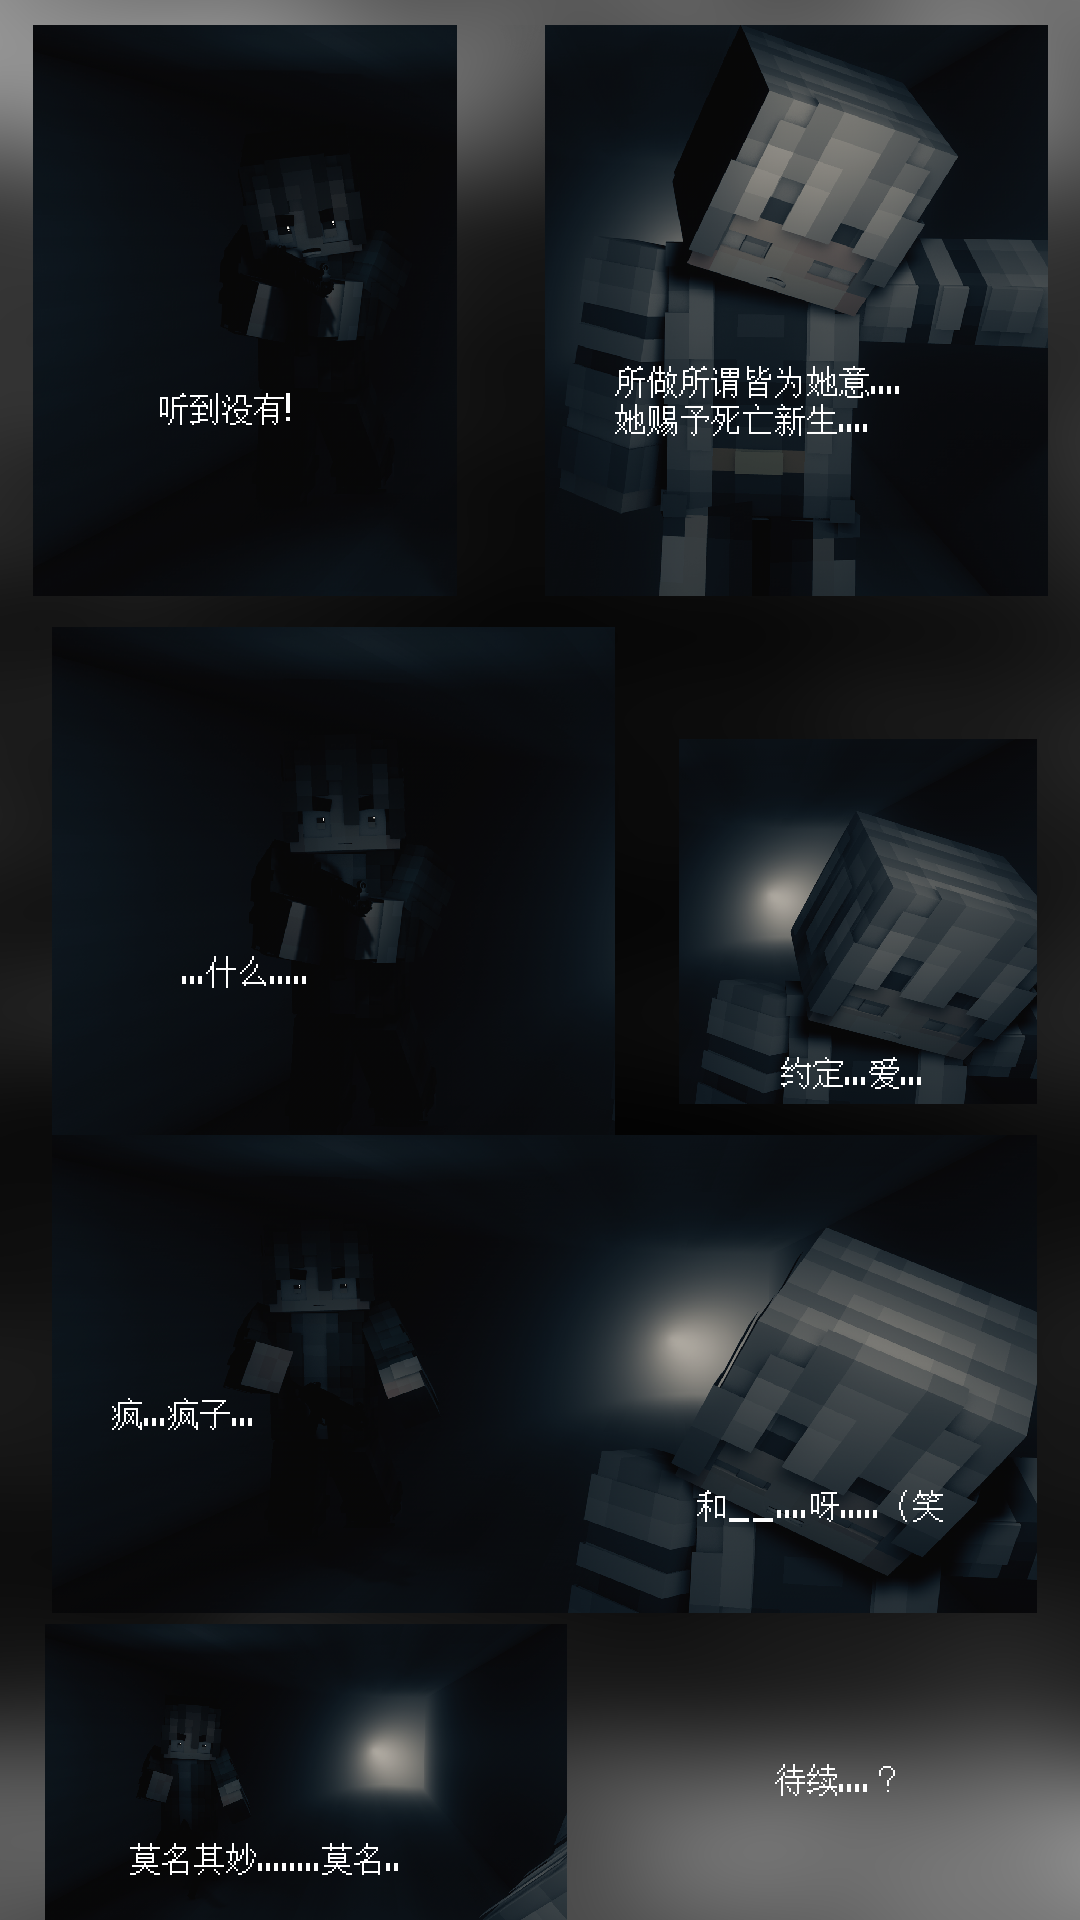 听到没有!
所做所谓皆为她意....
她赐予死亡新生....
...什么.....
约定...爱...
疯...疯子...
和__....呀.....（笑
莫名其妙........莫名..
待续....？